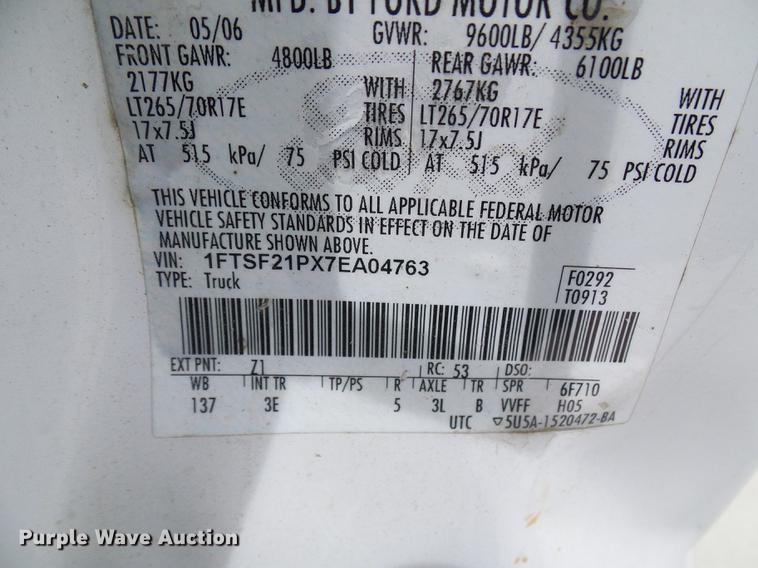 MFD. BY FORD MOTOR CO.
DATE: 05/06 GVWR: 9600LB/ 4355KG
FRONT GAWR: 4800LB REAR GAWR: 6100LB
2177KG WITH 2767KG WITH
LT265/70R17E TIRES LT265/70R17E TIRES
17x7.5J RIMS 17x7.5J RIMS
AT 515 kPa/ 75 PSI COLD AT 515 kPa/ 75 PSI COLD
THIS VEHICLE CONFORMS TO ALL APPLICABLE FEDERAL MOTOR
VEHICLE SAFETY STANDARDS IN EFFECT ON THE DATE OF
MANUFACTURE SHOWN ABOVE.
VIN: 1FTSF21PX7EA04763
TYPE: Truck
F0292
T0913
EXT PNT: Z1 RC: 53 DSO:
WB INT TR TP/PS R AXLE TR SPR 6F710
137 3E 5 3L B VVFF H05
UTC ▽5U5A-1520472-BA
Purple Wave Auction